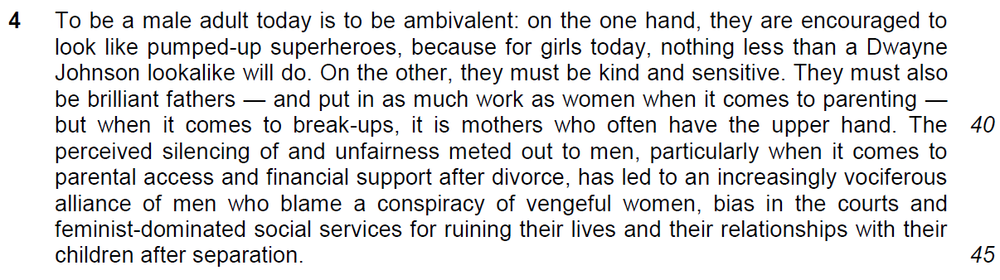 4 To be a male adult today is to be ambivalent: on the one hand, they are encouraged to
look like pumped-up superheroes, because for girls today, nothing less than a Dwayne
Johnson lookalike will do. On the other, they must be kind and sensitive. They must also
be brilliant fathers — and put in as much work as women when it comes to parenting —
but when it comes to break-ups, it is mothers who often have the upper hand. The 40
perceived silencing of and unfairness meted out to men, particularly when it comes to
parental access and financial support after divorce, has led to an increasingly vociferous
alliance of men who blame a conspiracy of vengeful women, bias in the courts and
feminist-dominated social services for ruining their lives and their relationships with their
children after separation. 45